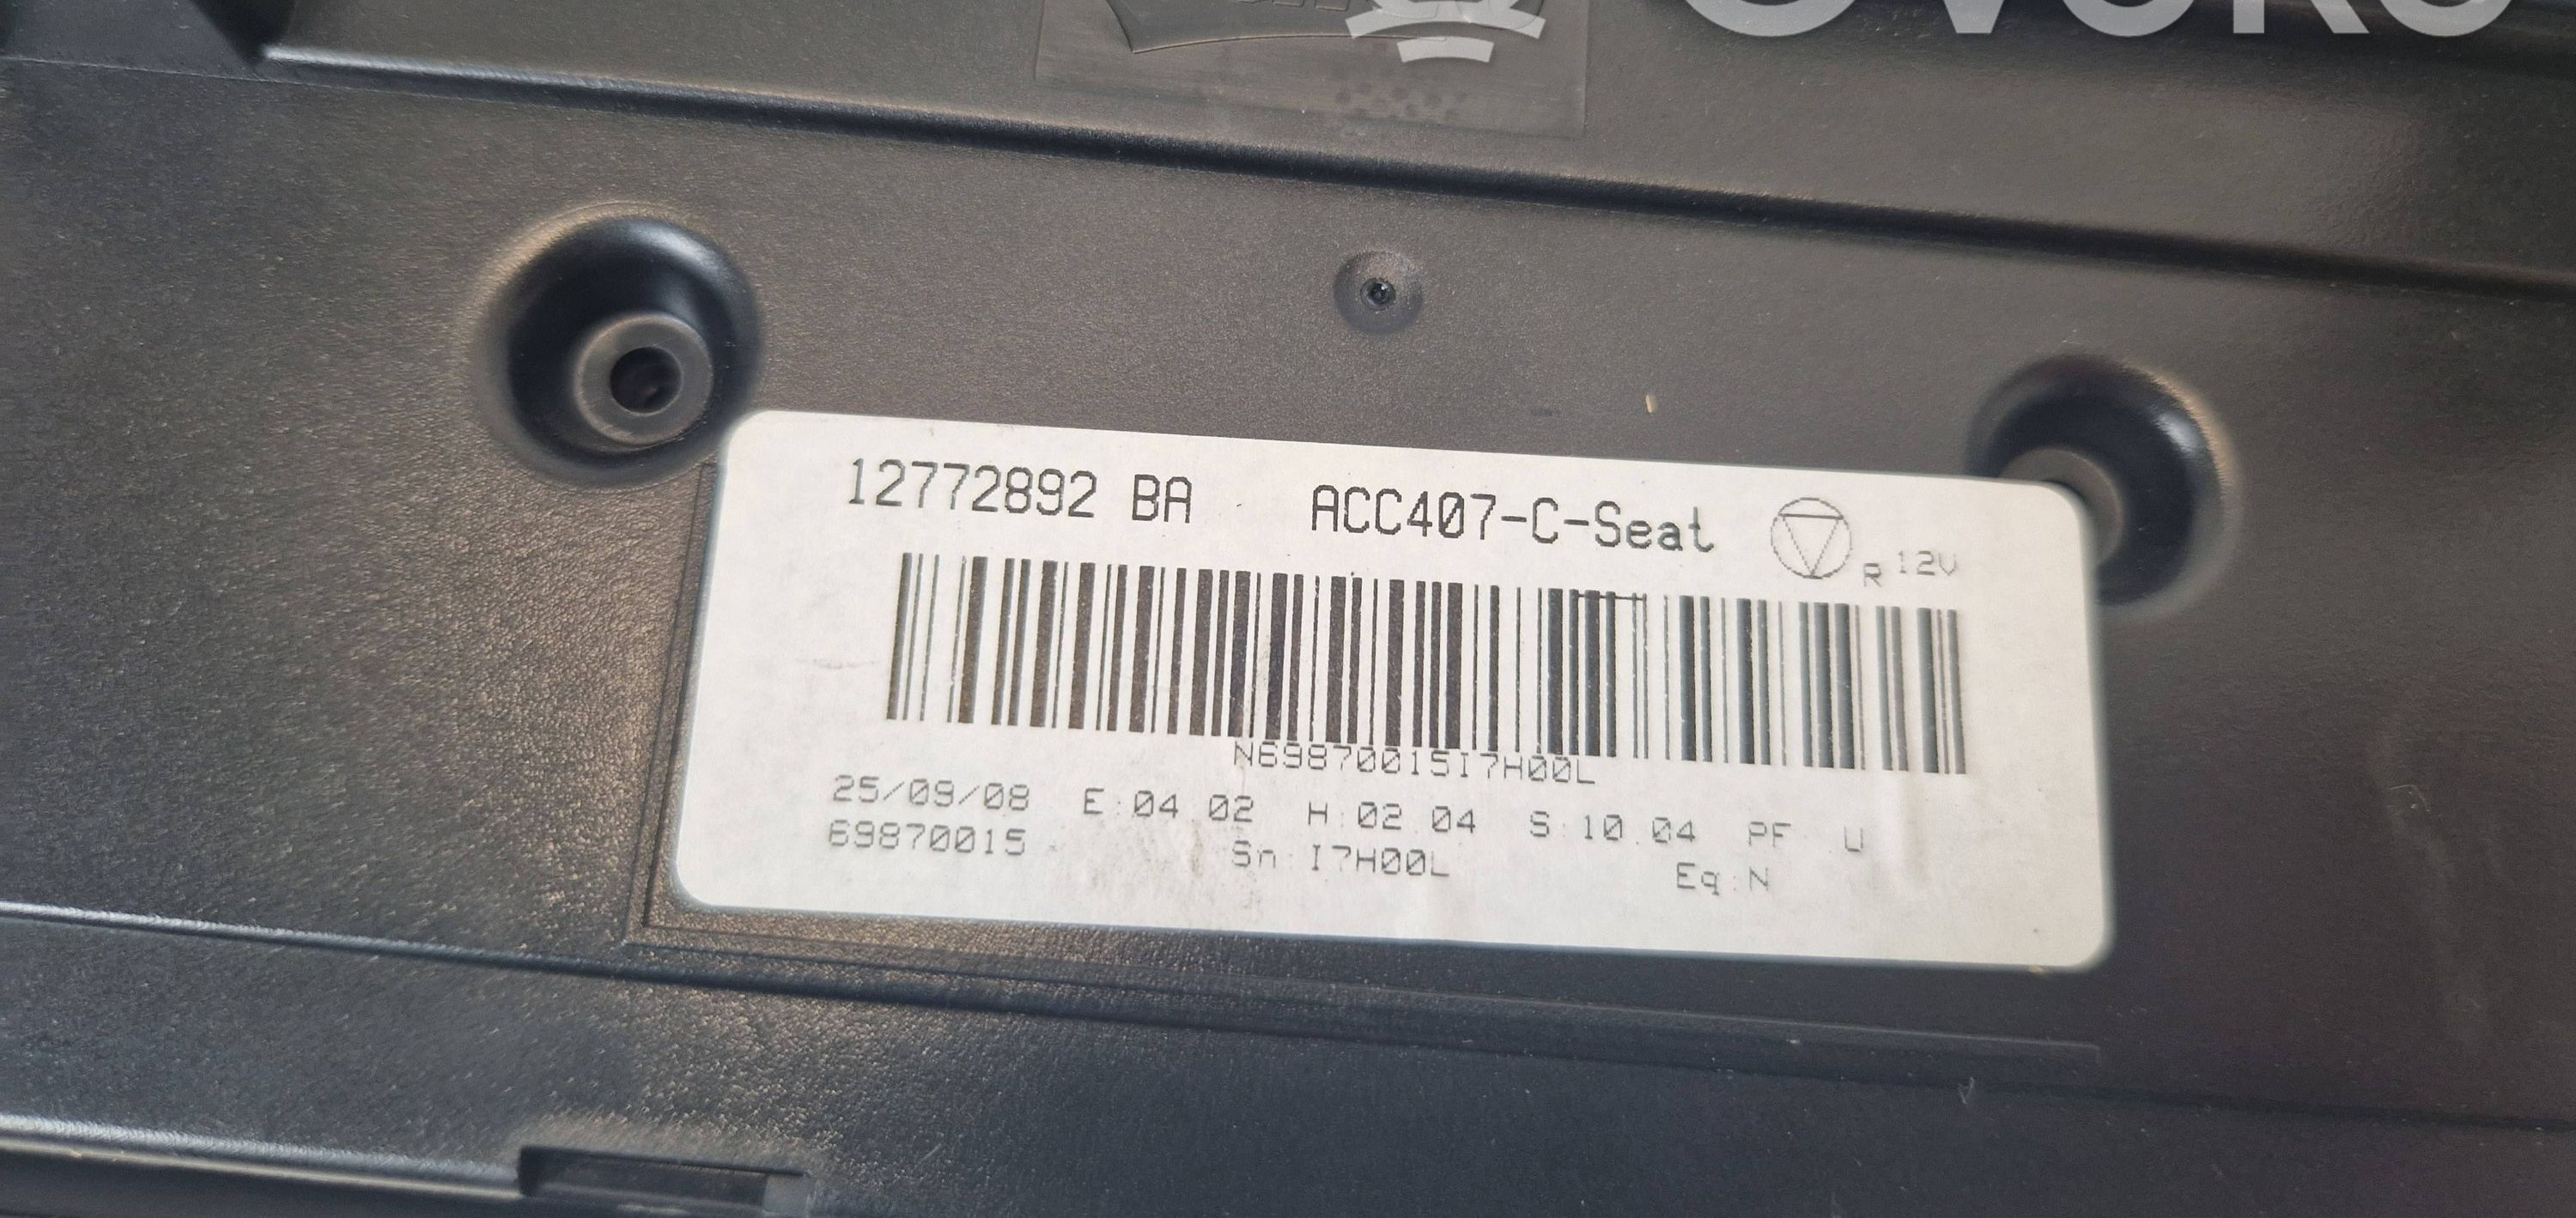 12772892 BA ACC407-C-Seat R 12V
N69870015I7H00L
25/09/08 E:04.02 H:02.04 S:10.04 PF: U
69870015 Sn:I7H00L Eq:N